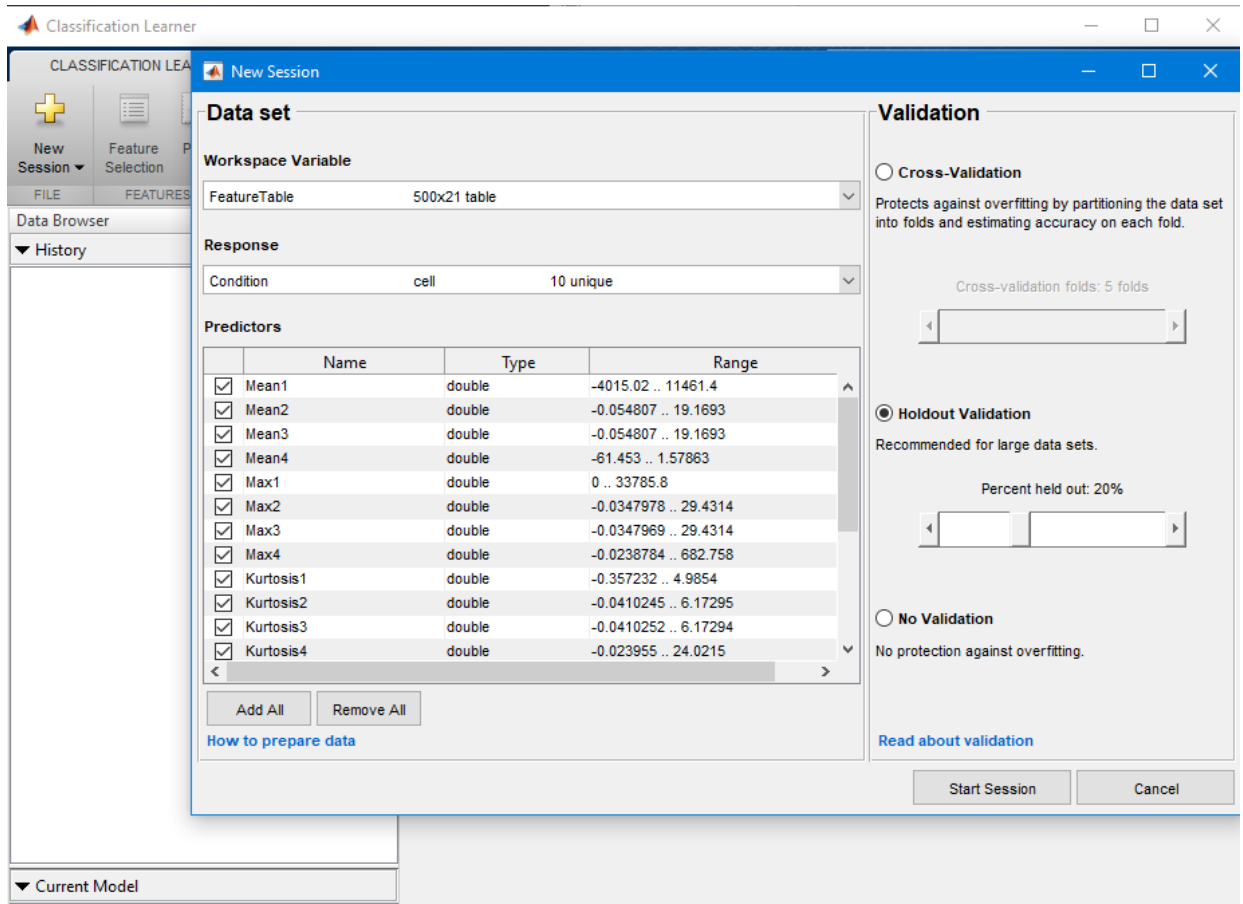 Classification Learner
CLASSIFICATION LEA
New Session
New
Session
Feature
Selection
P
FILE
FEATURES
Data Browser
History
Current Model
Data set
Workspace Variable
FeatureTable 500x21 table
Response
Condition cell 10 unique
Predictors
Name Type Range
Mean1 double -4015.02 .. 11461.4
Mean2 double -0.054807 .. 19.1693
Mean3 double -0.054807 .. 19.1693
Mean4 double -61.453 .. 1.57863
Max1 double 0 .. 33785.8
Max2 double -0.0347978 .. 29.4314
Max3 double -0.0347969 .. 29.4314
Max4 double -0.0238784 .. 682.758
Kurtosis1 double -0.357232 .. 4.9854
Kurtosis2 double -0.0410245 .. 6.17295
Kurtosis3 double -0.0410252 .. 6.17294
Kurtosis4 double -0.023955 .. 24.0215
Add All Remove All
How to prepare data
Validation
Cross-Validation
Protects against overfitting by partitioning the data set
into folds and estimating accuracy on each fold.
Cross-validation folds: 5 folds
Holdout Validation
Recommended for large data sets.
Percent held out: 20%
No Validation
No protection against overfitting.
Read about validation
Start Session Cancel